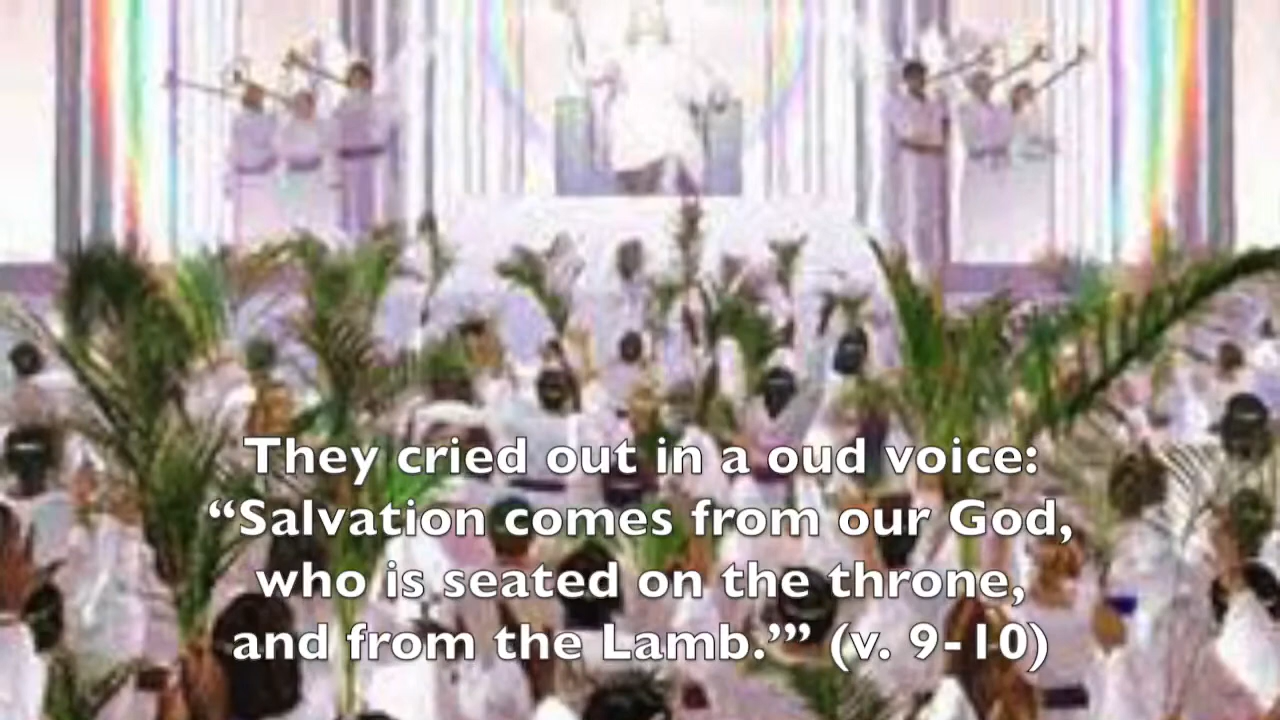 They cried out in a oud voice:
“Salvation comes from our God,
who is seated on the throne,
and from the Lamb.’” (v. 9-10)